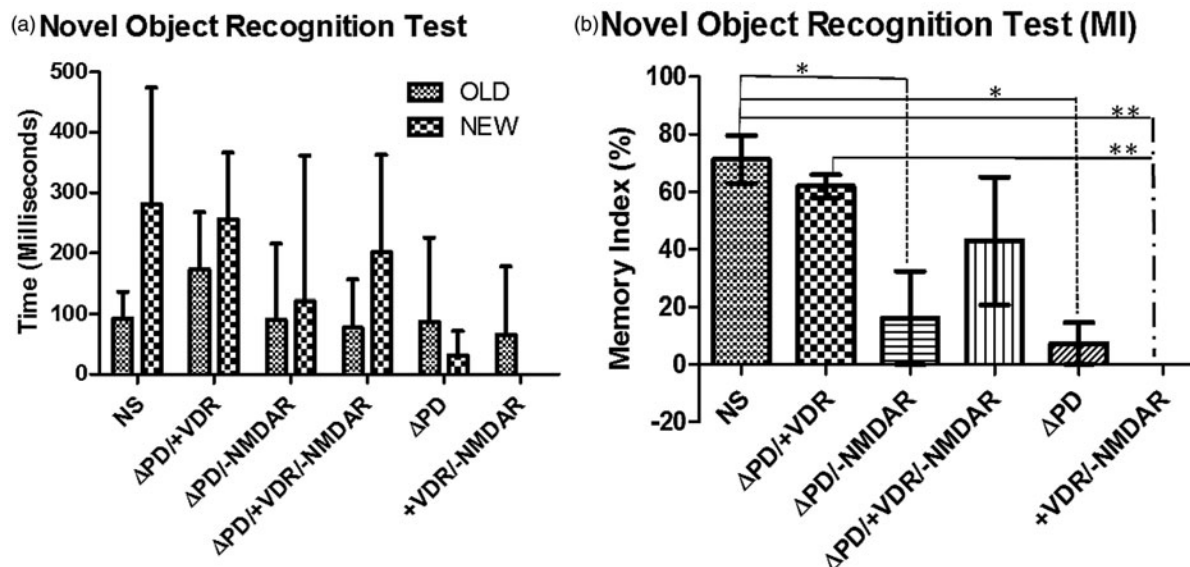 (a) Novel Object Recognition Test
500
400
300
200
100
0
Time (Milliseconds)
OLD
NEW
NS
ΔPD/+VDR
ΔPD/-NMDAR
ΔPD/+VDR/-NMDAR
ΔPD
+VDR/-NMDAR
(b) Novel Object Recognition Test (MI)
100
80
60
40
20
0
-20
Memory Index (%)
*
*
**
**
NS
ΔPD/+VDR
ΔPD/-NMDAR
ΔPD/+VDR/-NMDAR
ΔPD
+VDR/-NMDAR